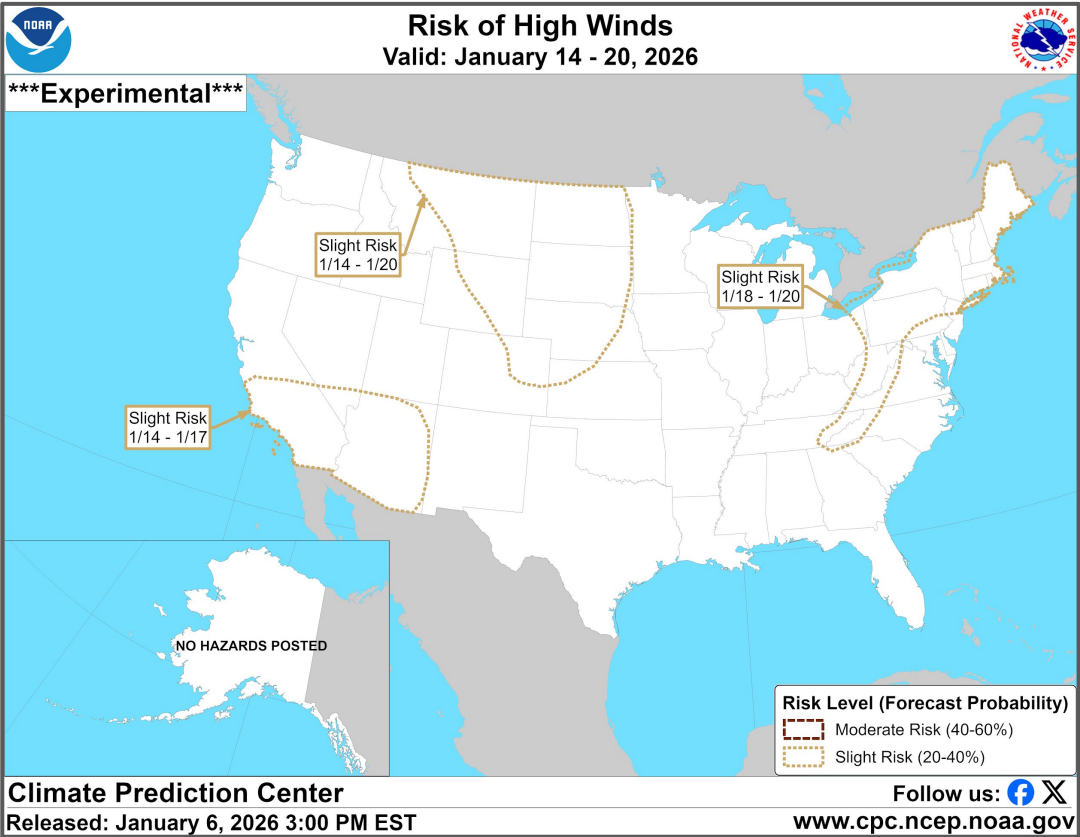 NOAA
Risk of High Winds
Valid: January 14 - 20, 2026
NATIONAL WEATHER SERVICE
***Experimental***
Slight Risk
1/14 - 1/20
Slight Risk
1/18 - 1/20
Slight Risk
1/14 - 1/17
NO HAZARDS POSTED
Risk Level (Forecast Probability)
Moderate Risk (40-60%)
Slight Risk (20-40%)
Climate Prediction Center
Follow us:
Released: January 6, 2026 3:00 PM EST
www.cpc.ncep.noaa.gov